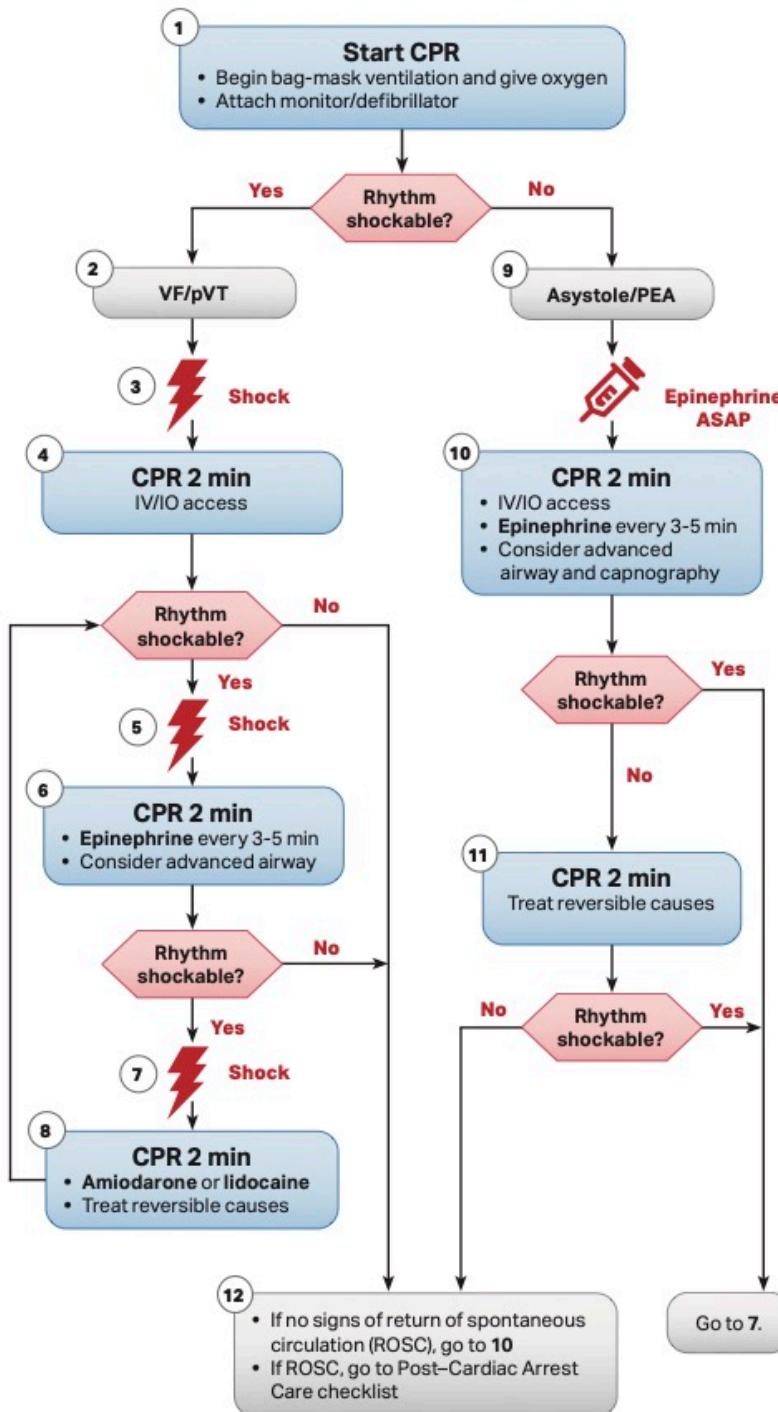 1
Start CPR
• Begin bag-mask ventilation and give oxygen
• Attach monitor/defibrillator
Rhythm
shockable?
Yes
No
2
VF/pVT
3
Shock
4
CPR 2 min
IV/IO access
Rhythm
shockable?
No
Yes
5
Shock
6
CPR 2 min
• Epinephrine every 3-5 min
• Consider advanced airway
Rhythm
shockable?
No
Yes
7
Shock
8
CPR 2 min
• Amiodarone or lidocaine
• Treat reversible causes
9
Asystole/PEA
Epinephrine
ASAP
10
CPR 2 min
• IV/IO access
• Epinephrine every 3-5 min
• Consider advanced
airway and capnography
Rhythm
shockable?
Yes
No
11
CPR 2 min
Treat reversible causes
No
Rhythm
shockable?
Yes
12
• If no signs of return of spontaneous
circulation (ROSC), go to 10
• If ROSC, go to Post–Cardiac Arrest
Care checklist
Go to 7.